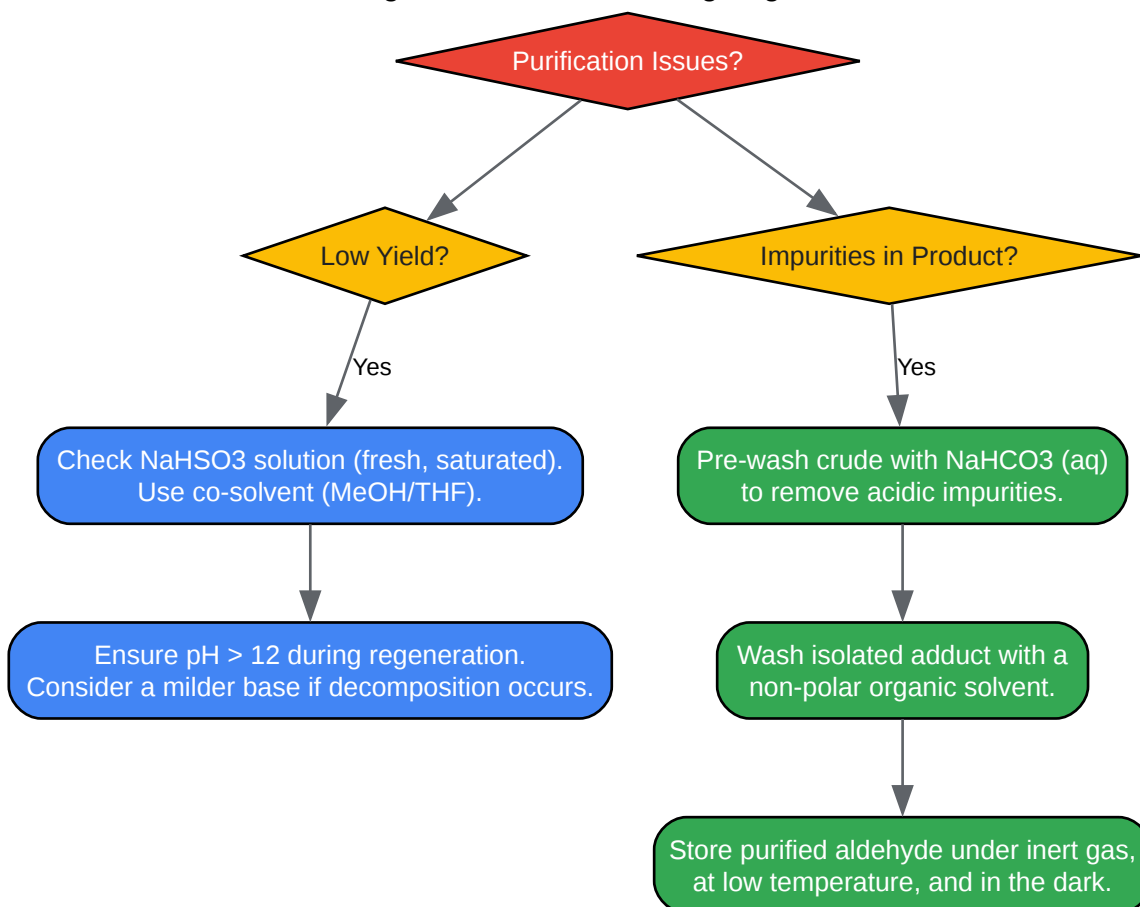 Purification Issues?
Low Yield?
Impurities in Product?
Yes
Yes
Check NaHSO3 solution (fresh, saturated).
Use co-solvent (MeOH/THF).
Pre-wash crude with NaHCO3 (aq)
to remove acidic impurities.
Ensure pH > 12 during regeneration.
Consider a milder base if decomposition occurs.
Wash isolated adduct with a
non-polar organic solvent.
Store purified aldehyde under inert gas,
at low temperature, and in the dark.